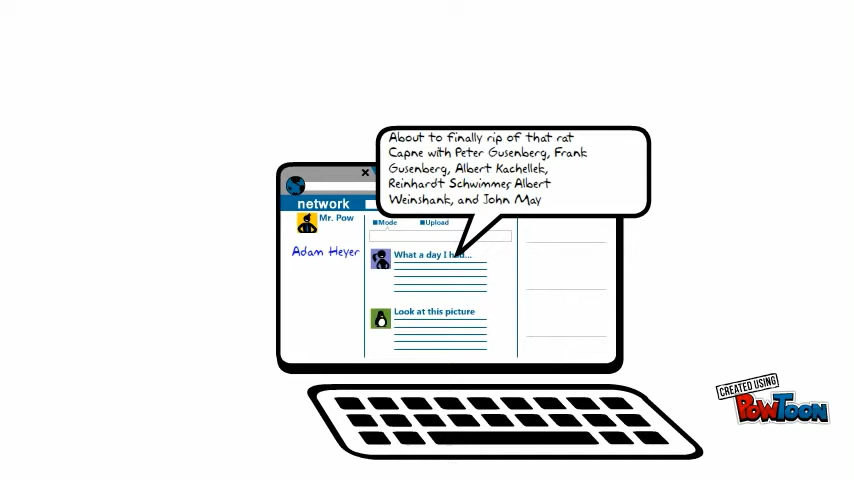 About to finally rip of that rat
Capne with Peter Gusenberg, Frank
Gusenberg, Albert Kachellek,
Reinhardt Schwimmer, Albert
Weinshank, and John May
network
Mr. Pow
Mode
Upload
Adam Heyer
What a day I had...
Look at this picture
CREATED USING
POWTOON